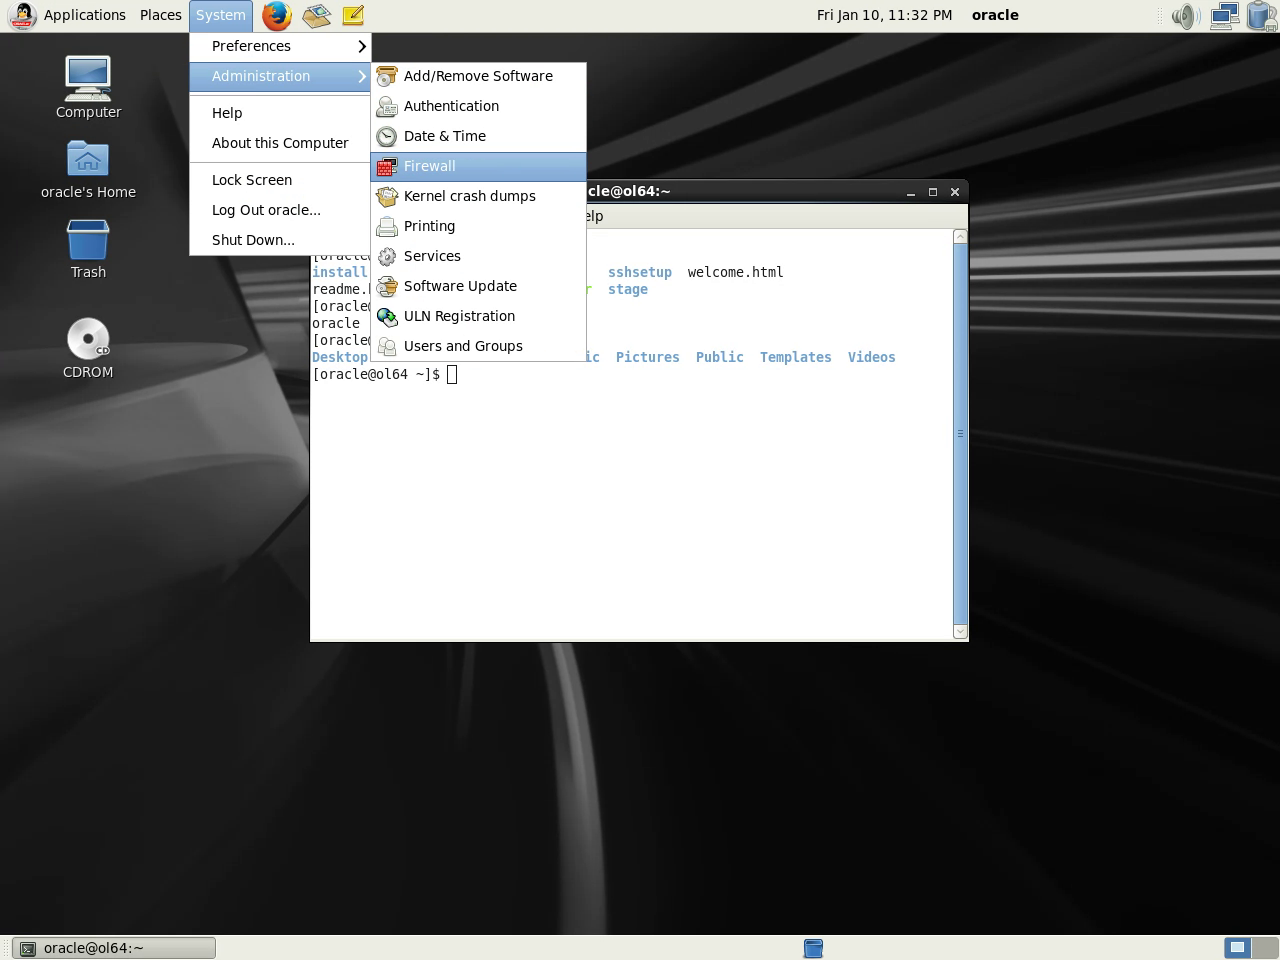 Applications Places System Fri Jan 10, 11:32 PM oracle
Preferences
Administration
Help
About this Computer
Lock Screen
Log Out oracle...
Shut Down...
Add/Remove Software
Authentication
Date & Time
Firewall
Kernel crash dumps
Printing
Services
Software Update
ULN Registration
Users and Groups
Computer
oracle's Home
Trash
CD
CDROM
cle@ol64:~
elp
[oracle
install sshsetup welcome.html
readme. stage
[oracle
oracle
[oracle
Desktop ic Pictures Public Templates Videos
[oracle@ol64 ~]$
oracle@ol64:~